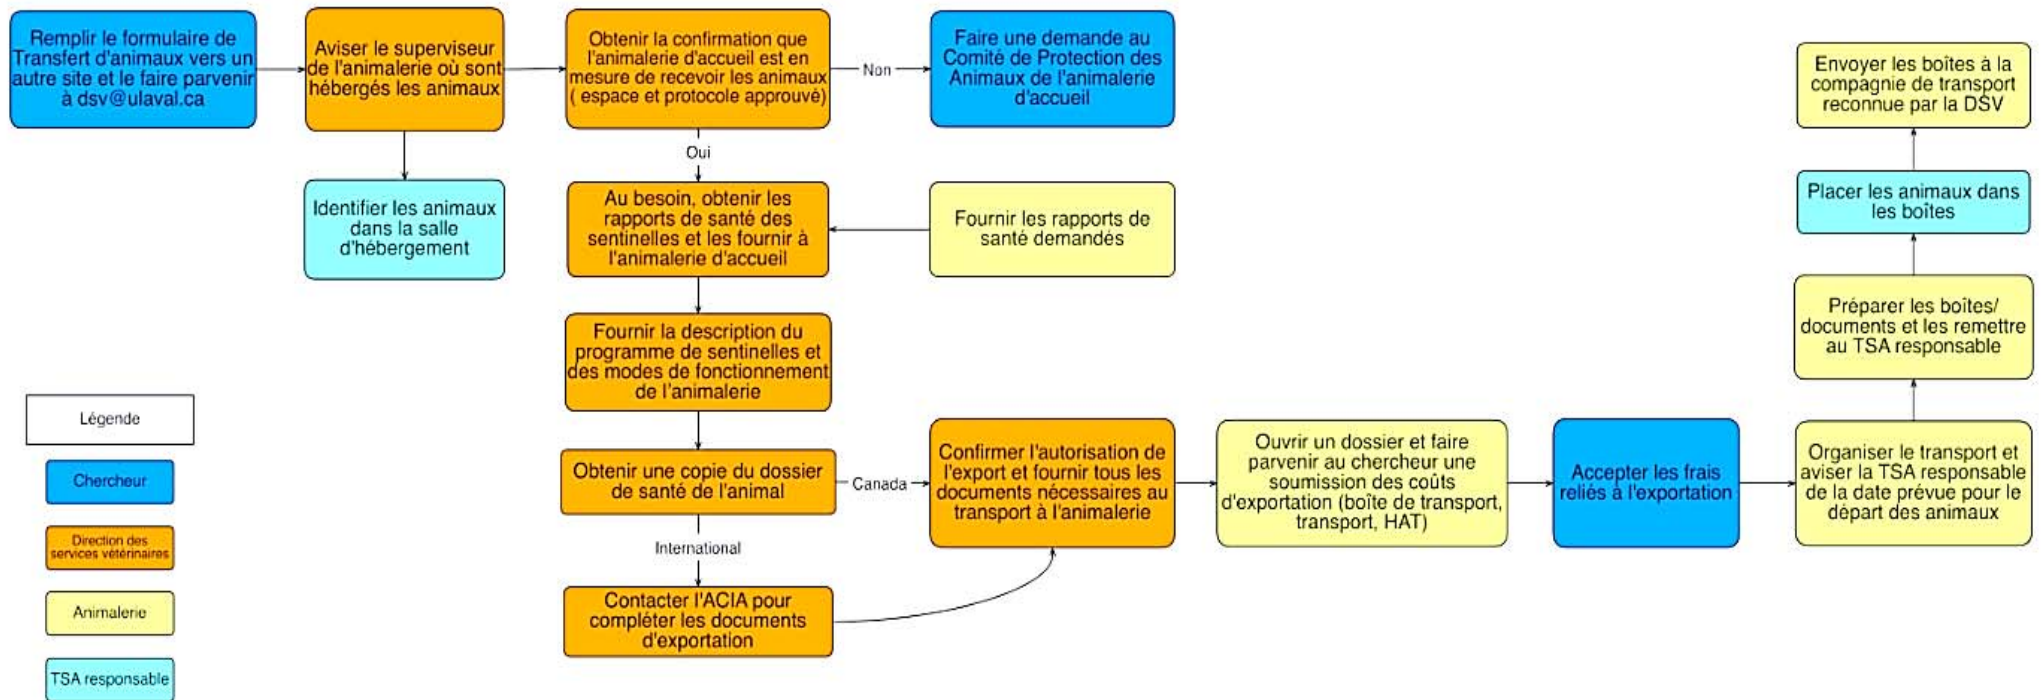 Remplir le formulaire de
Transfert d'animaux vers un
autre site et le faire parvenir
à dsv@ulaval.ca
Aviser le superviseur
de l'animalerie où sont
hébergés les animaux
Obtenir la confirmation que
l'animalerie d'accueil est en
mesure de recevoir les animaux
( espace et protocole approuvé)
Non
Faire une demande au
Comité de Protection des
Animaux de l'animalerie
d'accueil
Oui
Identifier les animaux
dans la salle
d'hébergement
Au besoin, obtenir les
rapports de santé des
sentinelles et les fournir à
l'animalerie d'accueil
Fournir les rapports de
santé demandés
Fournir la description du
programme de sentinelles et
des modes de fonctionnement
de l'animalerie
Obtenir une copie du dossier
de santé de l'animal
Canada
International
Contacter l'ACIA pour
compléter les documents
d'exportation
Confirmer l'autorisation de
l'export et fournir tous les
documents nécessaires au
transport à l'animalerie
Ouvrir un dossier et faire
parvenir au chercheur une
soumission des coûts
d'exportation (boîte de transport,
transport, HAT)
Accepter les frais
reliés à l'exportation
Organiser le transport et
aviser la TSA responsable
de la date prévue pour le
départ des animaux
Préparer les boîtes/
documents et les remettre
au TSA responsable
Placer les animaux dans
les boîtes
Envoyer les boîtes à la
compagnie de transport
reconnue par la DSV
Légende
Chercheur
Direction des
services vétérinaires
Animalerie
TSA responsable